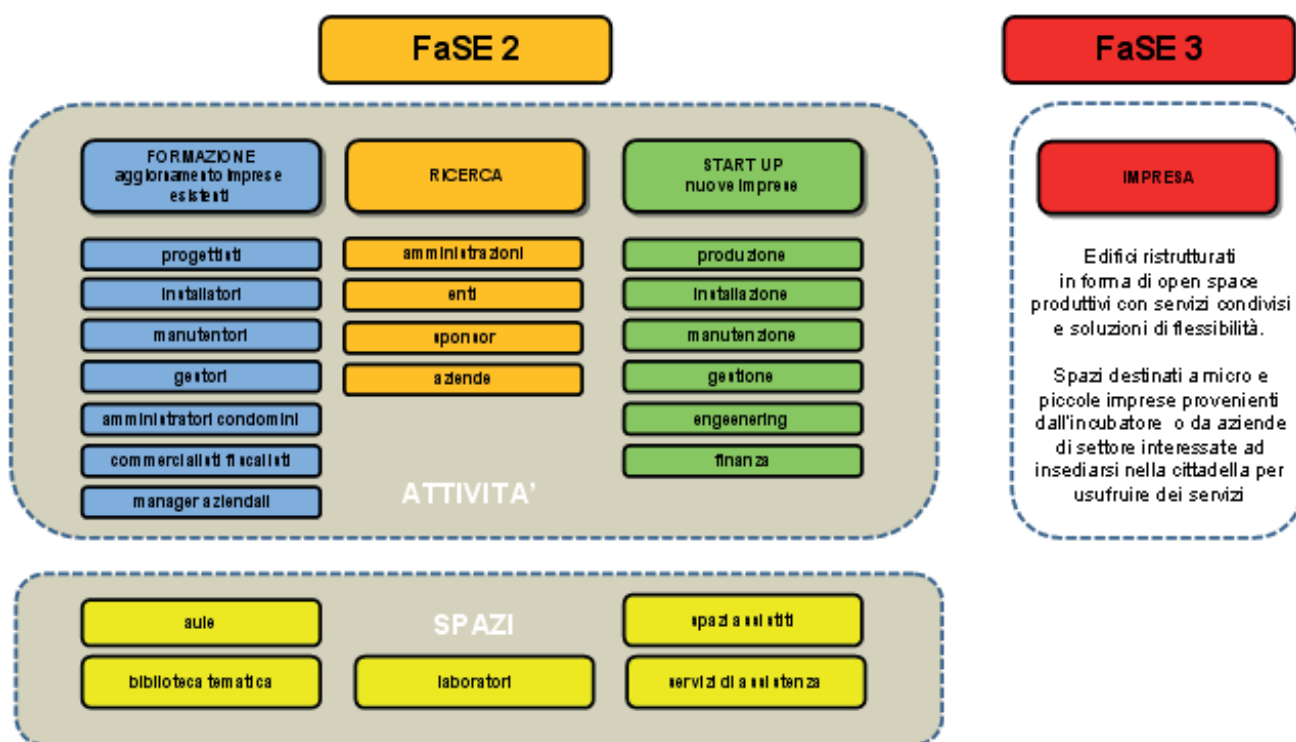 FaSE 2
FORMAZIONE
aggiornamento imprese
esistenti
progettisti
installatori
manutentori
gestori
amministratori condomini
commercialisti fiscalisti
manager aziendali
RICERCA
amministrazioni
enti
sponsor
aziende
START UP
nuove imprese
produzione
installazione
manutenzione
gestione
engeenering
finanza
ATTIVITA'
SPAZI
aule
biblioteca tematica
laboratori
spazi assistiti
servizi di assistenza
FaSE 3
IMPRESA
Edifici ristrutturati
in forma di open space
produttivi con servizi condivisi
e soluzioni di flessibilità.
Spazi destinati a micro e
piccole imprese provenienti
dall'incubatore o da aziende
di settore interessate ad
insediarsi nella cittadella per
usufruire dei servizi